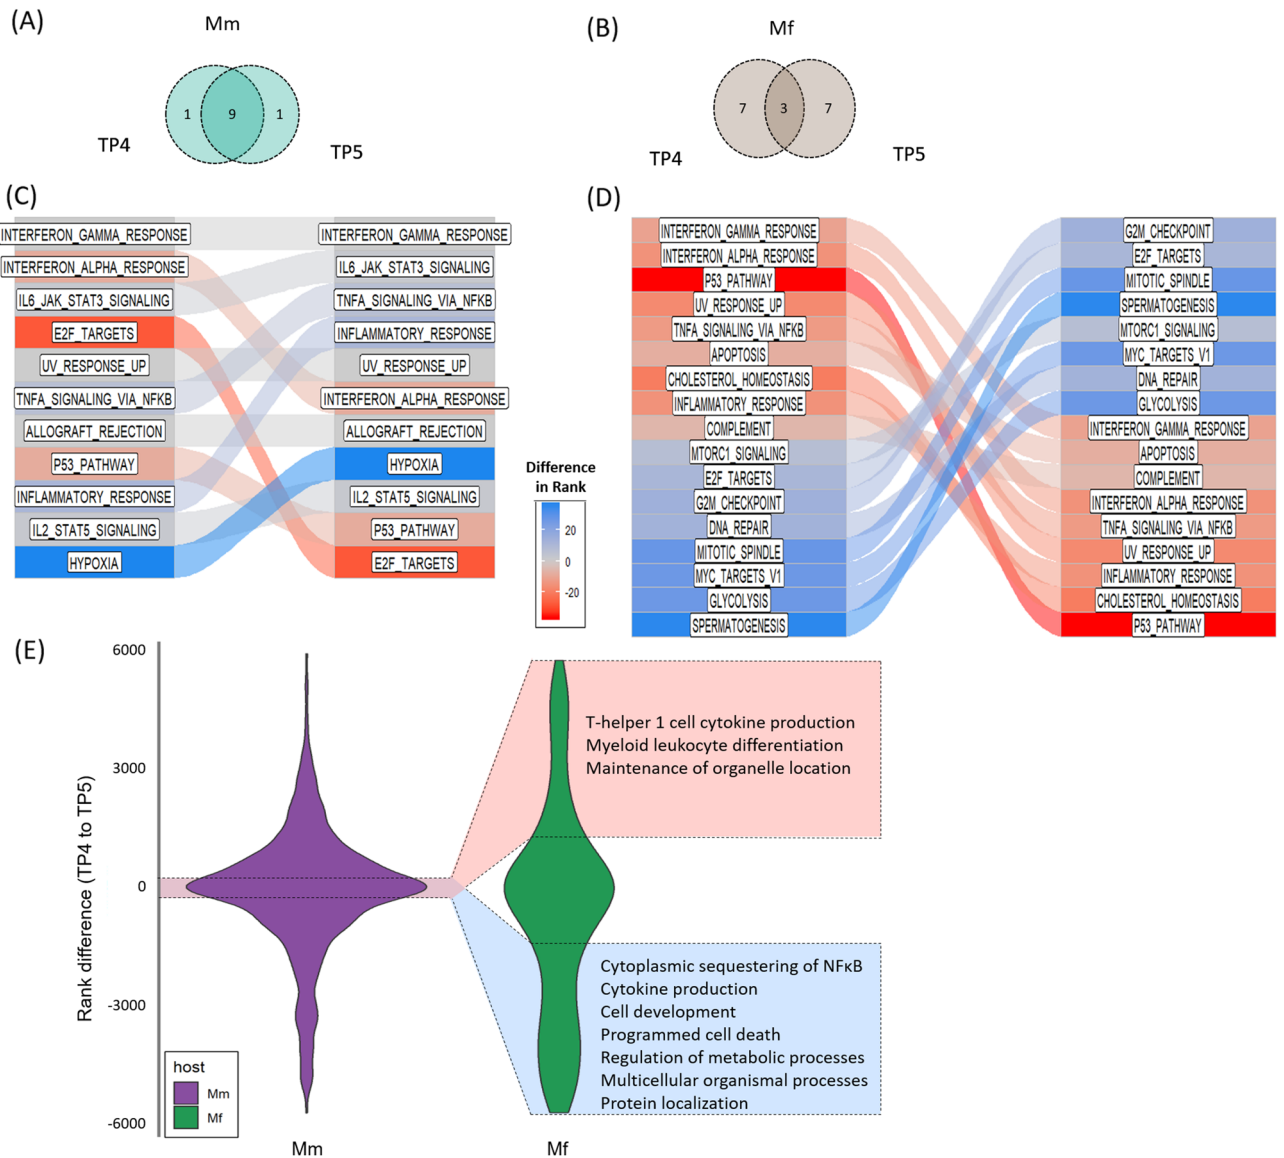 (A)
Mm
1
9
1
TP4
TP5
(B)
Mf
7
3
7
TP4
TP5
(C)
INTERFERON_GAMMA_RESPONSE
INTERFERON_ALPHA_RESPONSE
IL6_JAK_STAT3_SIGNALING
E2F_TARGETS
UV_RESPONSE_UP
TNFA_SIGNALING_VIA_NFKB
ALLOGRAFT_REJECTION
P53_PATHWAY
INFLAMMATORY_RESPONSE
IL2_STAT5_SIGNALING
HYPOXIA
INTERFERON_GAMMA_RESPONSE
IL6_JAK_STAT3_SIGNALING
TNFA_SIGNALING_VIA_NFKB
INFLAMMATORY_RESPONSE
UV_RESPONSE_UP
INTERFERON_ALPHA_RESPONSE
ALLOGRAFT_REJECTION
HYPOXIA
IL2_STAT5_SIGNALING
P53_PATHWAY
E2F_TARGETS
Difference
in Rank
20
0
-20
(D)
INTERFERON_GAMMA_RESPONSE
INTERFERON_ALPHA_RESPONSE
P53_PATHWAY
UV_RESPONSE_UP
TNFA_SIGNALING_VIA_NFKB
APOPTOSIS
CHOLESTEROL_HOMEOSTASIS
INFLAMMATORY_RESPONSE
COMPLEMENT
MTORC1_SIGNALING
E2F_TARGETS
G2M_CHECKPOINT
DNA_REPAIR
MITOTIC_SPINDLE
MYC_TARGETS_V1
GLYCOLYSIS
SPERMATOGENESIS
G2M_CHECKPOINT
E2F_TARGETS
MITOTIC_SPINDLE
SPERMATOGENESIS
MTORC1_SIGNALING
MYC_TARGETS_V1
DNA_REPAIR
GLYCOLYSIS
INTERFERON_GAMMA_RESPONSE
APOPTOSIS
COMPLEMENT
INTERFERON_ALPHA_RESPONSE
TNFA_SIGNALING_VIA_NFKB
UV_RESPONSE_UP
INFLAMMATORY_RESPONSE
CHOLESTEROL_HOMEOSTASIS
P53_PATHWAY
(E)
Rank difference (TP4 to TP5)
6000
3000
0
-3000
-6000
host
Mm
Mf
Mm
Mf
T-helper 1 cell cytokine production
Myeloid leukocyte differentiation
Maintenance of organelle location
Cytoplasmic sequestering of NFκB
Cytokine production
Cell development
Programmed cell death
Regulation of metabolic processes
Multicellular organismal processes
Protein localization